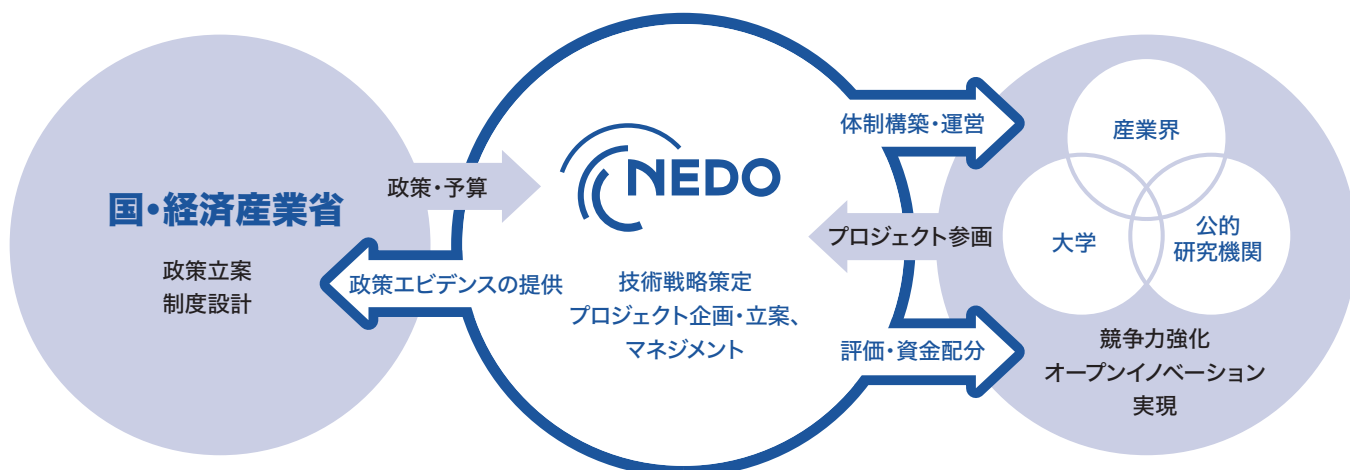 国・経済産業省
政策立案
制度設計
政策・予算
政策エビデンスの提供
NEDO
技術戦略策定
プロジェクト企画・立案、
マネジメント
体制構築・運営
プロジェクト参画
評価・資金配分
産業界
大学
公的
研究機関
競争力強化
オープンイノベーション
実現